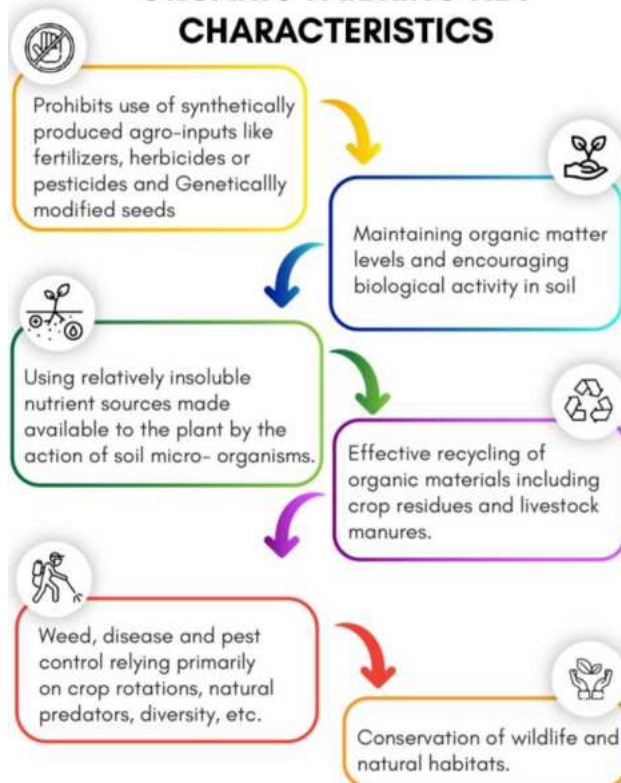 CHARACTERISTICS
Prohibits use of synthetically
produced agro-inputs like
fertilizers, herbicides or
pesticides and Geneticallly
modified seeds
Maintaining organic matter
levels and encouraging
biological activity in soil
Using relatively insoluble
nutrient sources made
available to the plant by the
action of soil micro- organisms.
Effective recycling of
organic materials including
crop residues and livestock
manures.
Weed, disease and pest
control relying primarily
on crop rotations, natural
predators, diversity, etc.
Conservation of wildlife and
natural habitats.